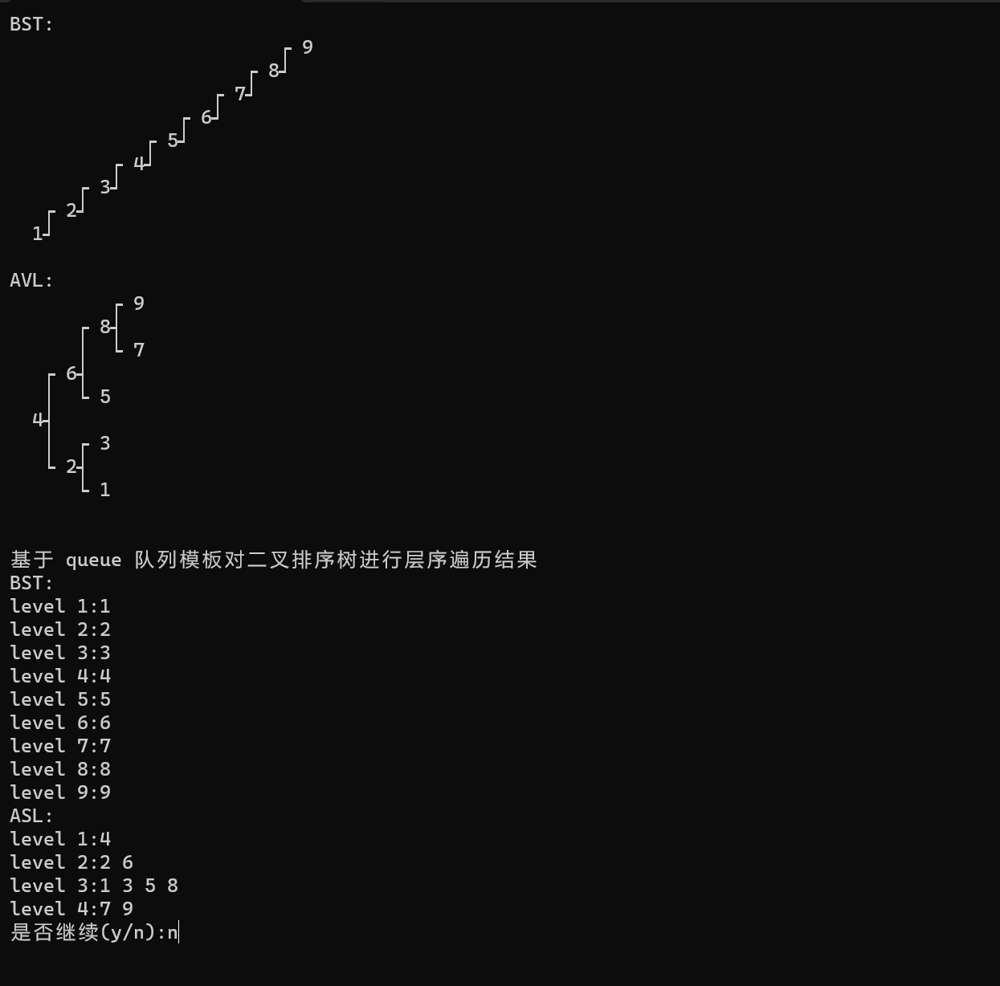 BST:
9
8
7
6
5
4
3
2
1
AVL:
9
8
7
6
5
4
3
2
1
基于 queue 队列模板对二叉排序树进行层序遍历结果
BST:
level 1:1
level 2:2
level 3:3
level 4:4
level 5:5
level 6:6
level 7:7
level 8:8
level 9:9
ASL:
level 1:4
level 2:2 6
level 3:1 3 5 8
level 4:7 9
是否继续(y/n):n